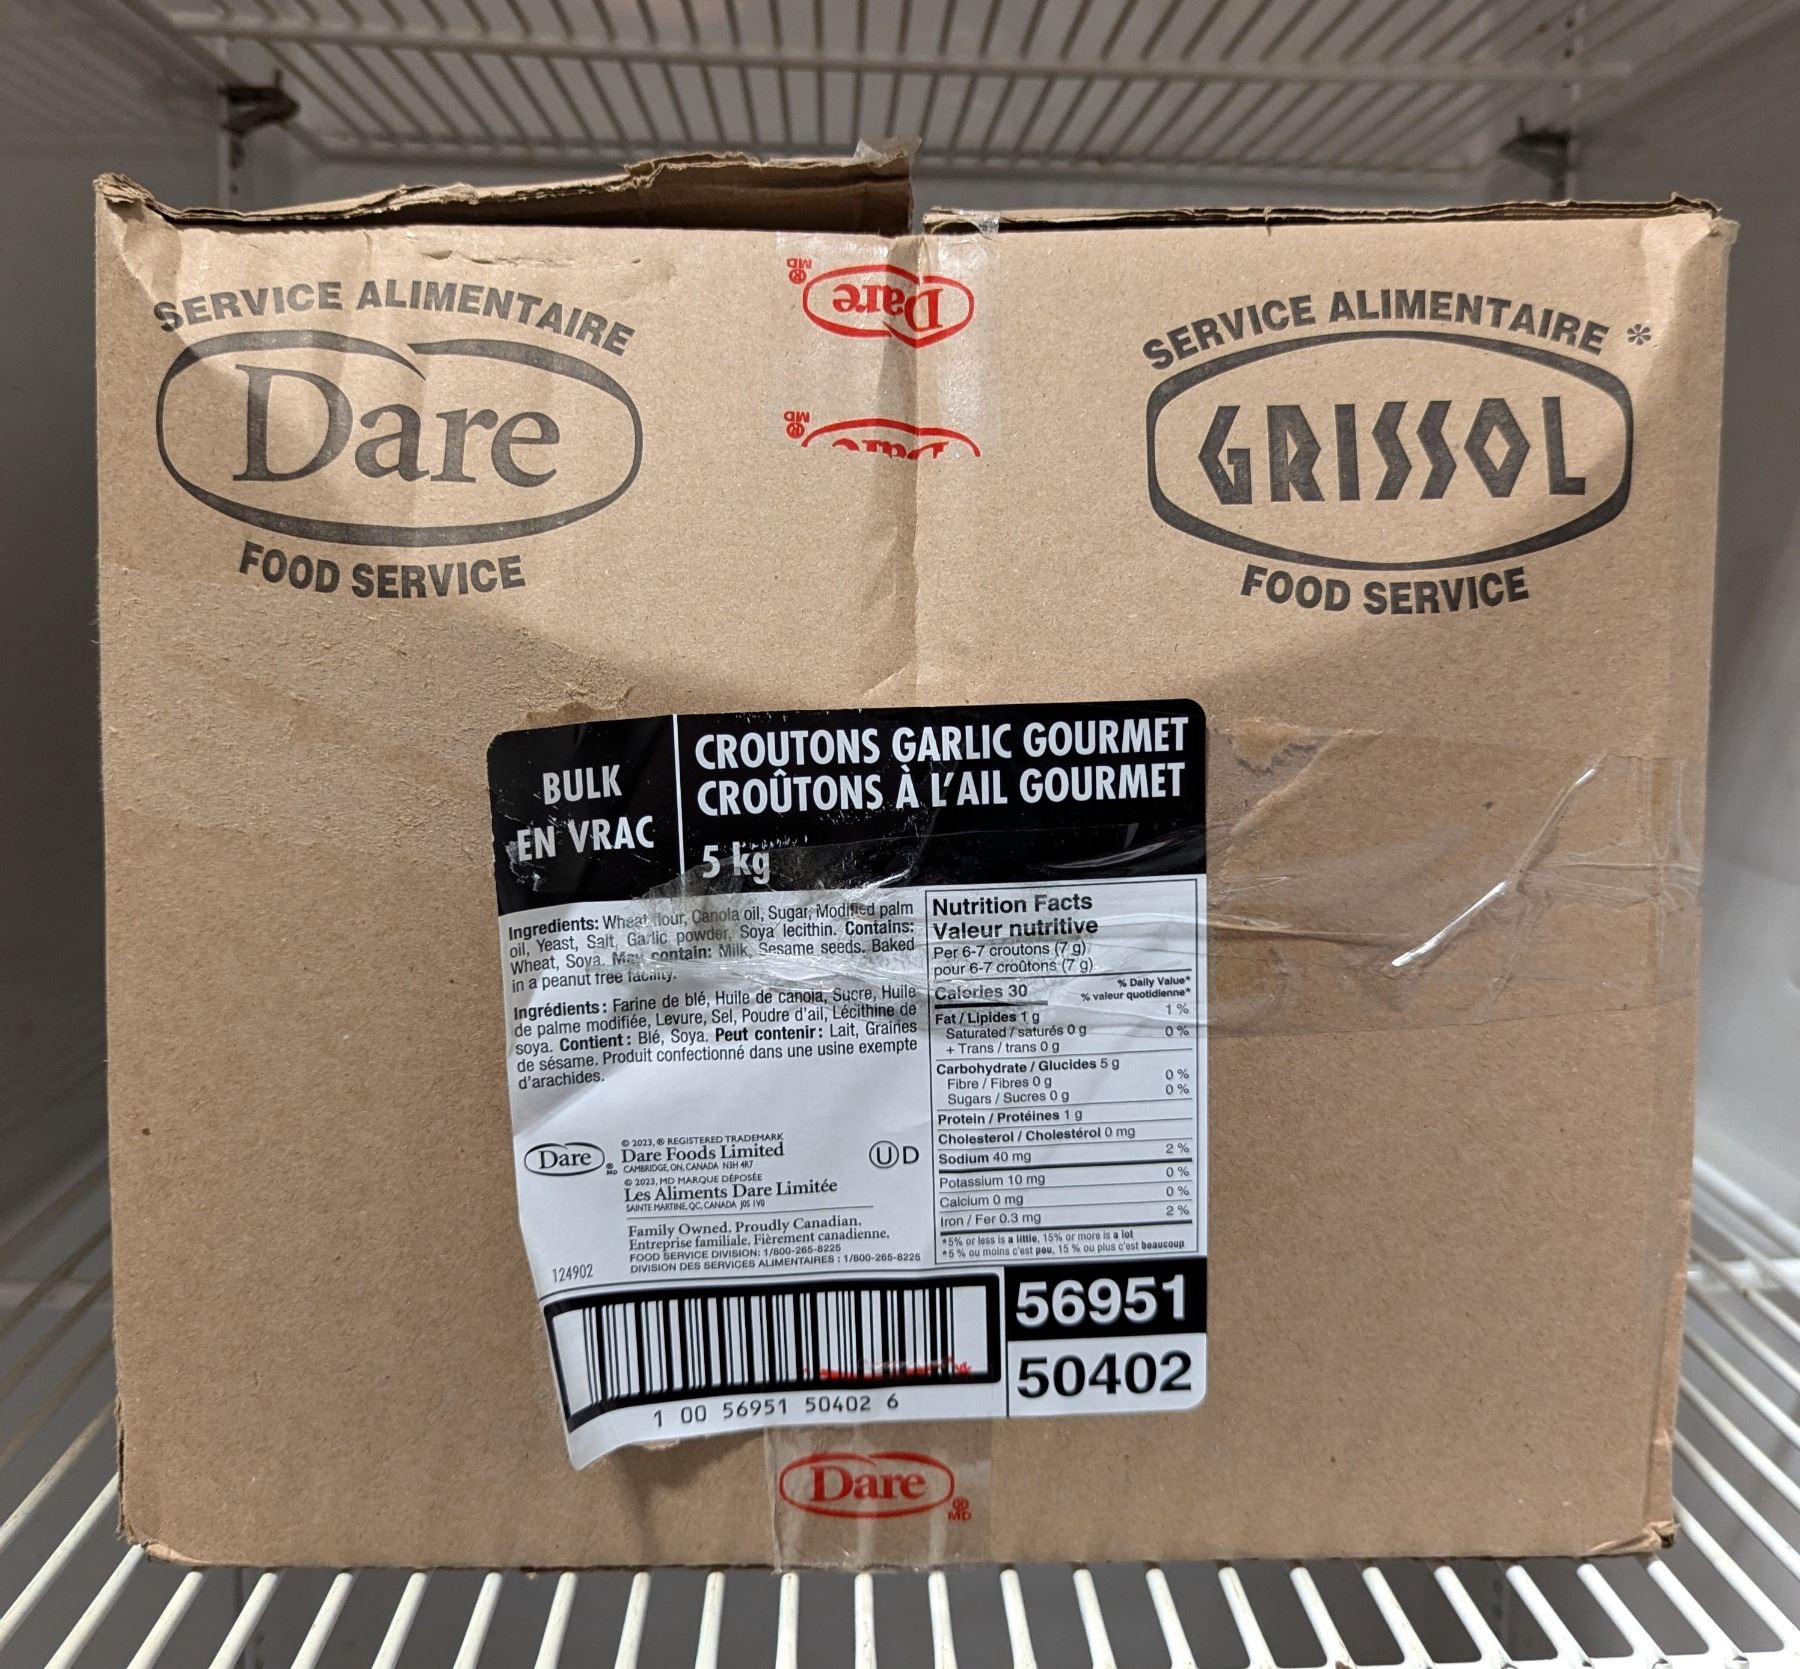 SERVICE ALIMENTAIRE
Dare
FOOD SERVICE
Dare
MD
Dare
MD
SERVICE ALIMENTAIRE *
GRISSOL
FOOD SERVICE
BULK
EN VRAC
CROUTONS GARLIC GOURMET
CROÛTONS À L'AIL GOURMET
5 kg
Ingredients: Wheat flour, Canola oil, Sugar, Modified palm
oil, Yeast, Salt, Garlic powder, Soya lecithin. Contains:
Wheat, Soya. May contain: Milk, Sesame seeds. Baked
in a peanut free facility.
Ingrédients : Farine de blé, Huile de canola, Sucre, Huile
de palme modifiée, Levure, Sel, Poudre d'ail, Lécithine de
soya. Contient : Blé, Soya. Peut contenir : Lait, Graines
de sésame. Produit confectionné dans une usine exempte
d'arachides.
Nutrition Facts
Valeur nutritive
Per 6-7 croutons (7 g)
pour 6-7 croûtons (7 g)
Calories 30
% Daily Value*
% valeur quotidienne*
Fat / Lipides 1 g 1 %
Saturated / saturés 0 g 0 %
+ Trans / trans 0 g
Carbohydrate / Glucides 5 g
Fibre / Fibres 0 g 0 %
Sugars / Sucres 0 g 0 %
Protein / Protéines 1 g
Cholesterol / Cholestérol 0 mg
Sodium 40 mg 2 %
Potassium 10 mg 0 %
Calcium 0 mg 0 %
Iron / Fer 0.3 mg 2 %
*5% or less is a little, 15% or more is a lot
*5 % ou moins c'est peu, 15 % ou plus c'est beaucoup
Dare ® MD
© 2023, ® REGISTERED TRADEMARK
Dare Foods Limited
CAMBRIDGE, ON, CANADA N3H 4R7
© 2023, MD MARQUE DÉPOSÉE
Les Aliments Dare Limitée
SAINTE MARTINE, QC, CANADA J0S 1V0
U D
Family Owned. Proudly Canadian.
Entreprise familiale. Fièrement canadienne.
FOOD SERVICE DIVISION: 1/800-265-8225
DIVISION DES SERVICES ALIMENTAIRES : 1/800-265-8225
124902
1 00 56951 50402 6
56951
50402
Dare
® MD